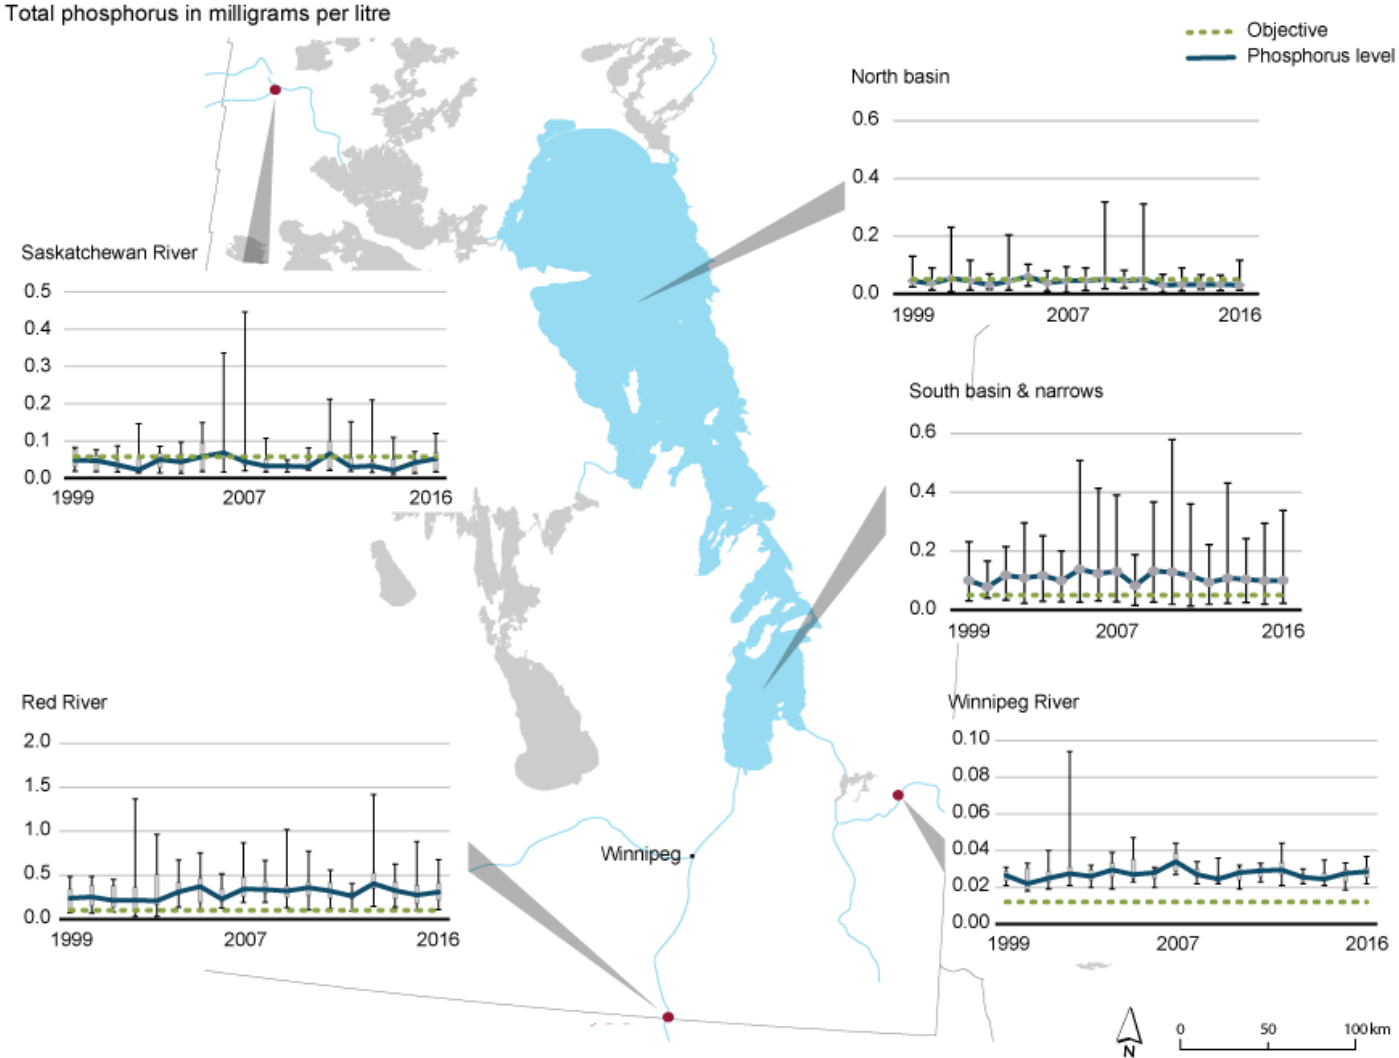 Total phosphorus in milligrams per litre
Objective
Phosphorus level
North basin
0.6
0.4
0.2
0.0
1999 2007 2016
Saskatchewan River
0.5
0.4
0.3
0.2
0.1
0.0
1999 2007 2016
South basin & narrows
0.6
0.4
0.2
0.0
1999 2007 2016
Red River
2.0
1.5
1.0
0.5
0.0
1999 2007 2016
Winnipeg
Winnipeg River
0.10
0.08
0.06
0.04
0.02
0.00
1999 2007 2016
N
0 50 100 km